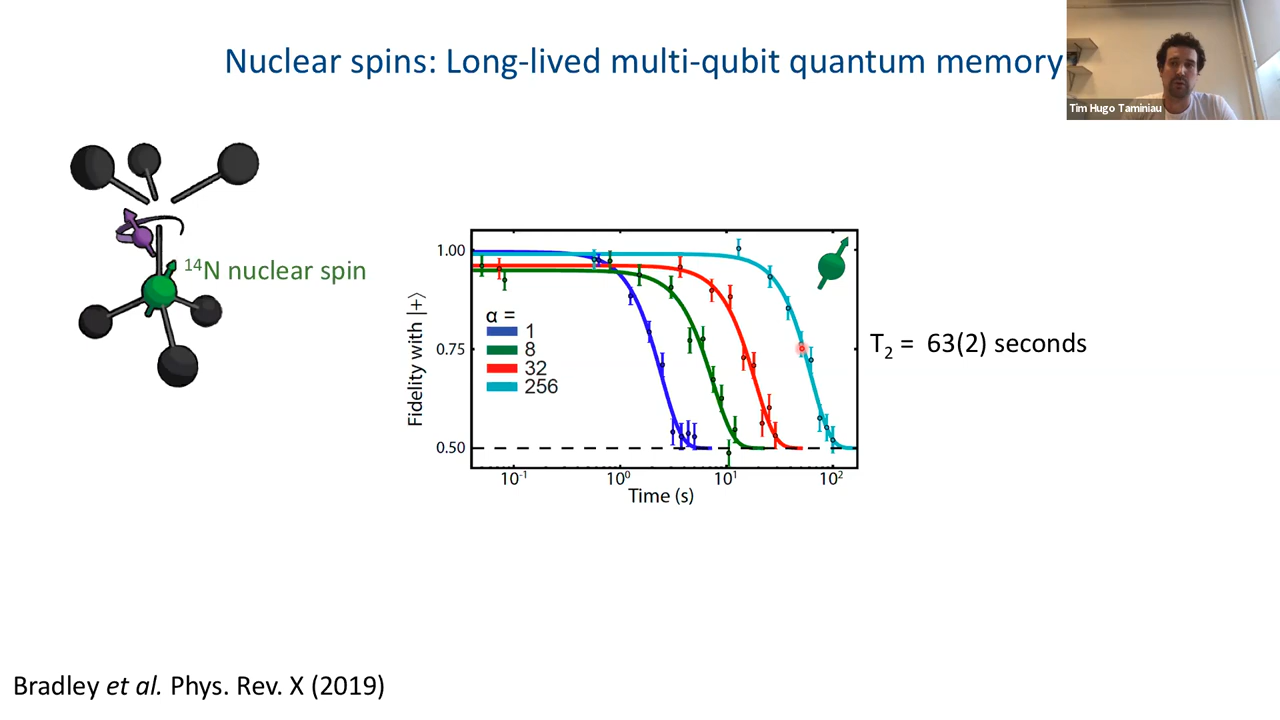 Nuclear spins: Long-lived multi-qubit quantum memory
Tim Hugo Taminiau
¹⁴N nuclear spin
Fidelity with |+⟩
1.00
0.75
0.50
α =
1
8
32
256
10⁻¹
10⁰
10¹
10²
Time (s)
T₂ = 63(2) seconds
Bradley et al. Phys. Rev. X (2019)